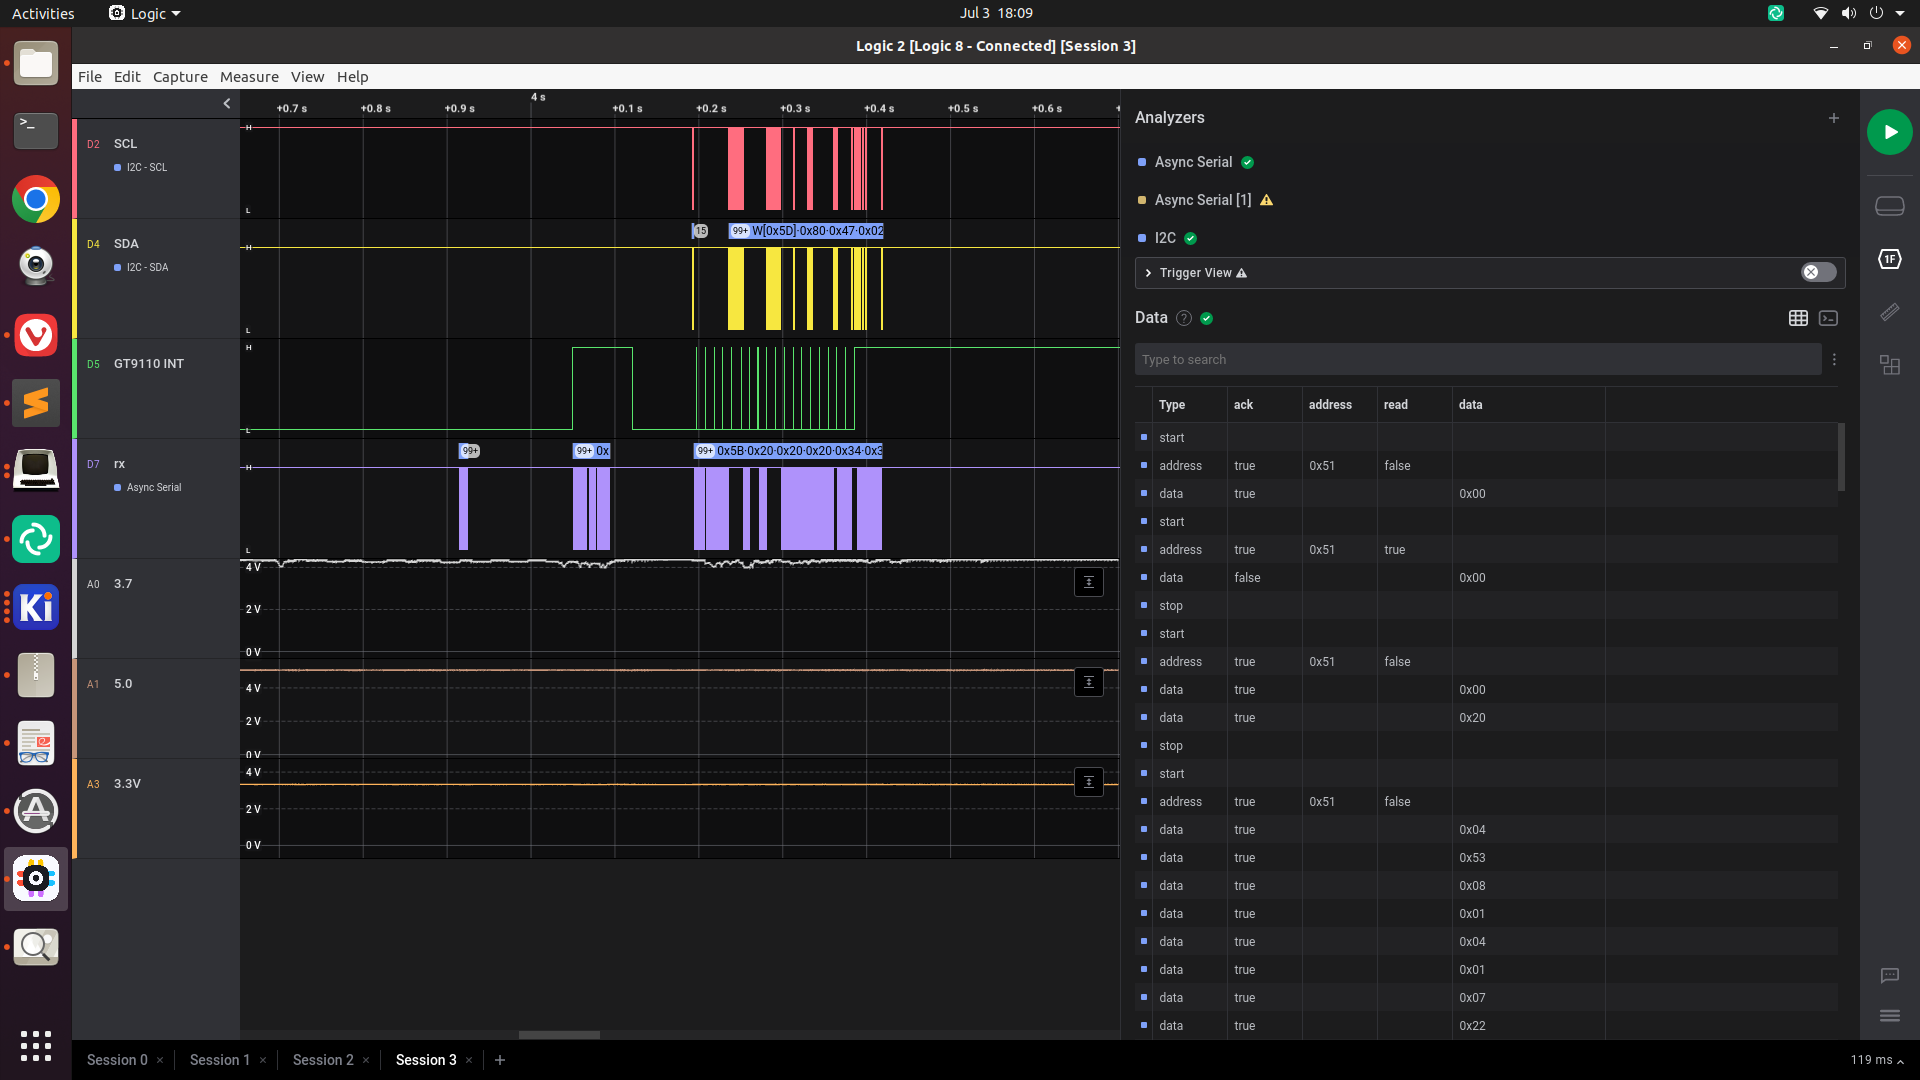 Activities Logic Jul 3 18:09
Logic 2 [Logic 8 - Connected] [Session 3]
File Edit Capture Measure View Help
4 s
+0.7 s +0.8 s +0.9 s +0.1 s +0.2 s +0.3 s +0.4 s +0.5 s +0.6 s
D2 SCL
I2C - SCL
H
L
D4 SDA
I2C - SDA
15 99+ W[0x5D]·0x80·0x47·0x02
H
L
D5 GT9110 INT
H
L
D7 rx
Async Serial
99+ 99+ 0x 99+ 0x5B·0x20·0x20·0x20·0x34·0x3
H
L
A0 3.7
4 V
2 V
0 V
A1 5.0
4 V
2 V
0 V
A3 3.3V
4 V
2 V
0 V
Analyzers
Async Serial
Async Serial [1]
I2C
Trigger View
Data ?
Type to search
Type ack address read data
start
address true 0x51 false
data true 0x00
start
address true 0x51 true
data false 0x00
stop
start
address true 0x51 false
data true 0x00
data true 0x20
stop
start
address true 0x51 false
data true 0x04
data true 0x53
data true 0x08
data true 0x01
data true 0x04
data true 0x01
data true 0x07
data true 0x22
1F
Ki
Session 0 × Session 1 × Session 2 × Session 3 × +
119 ms